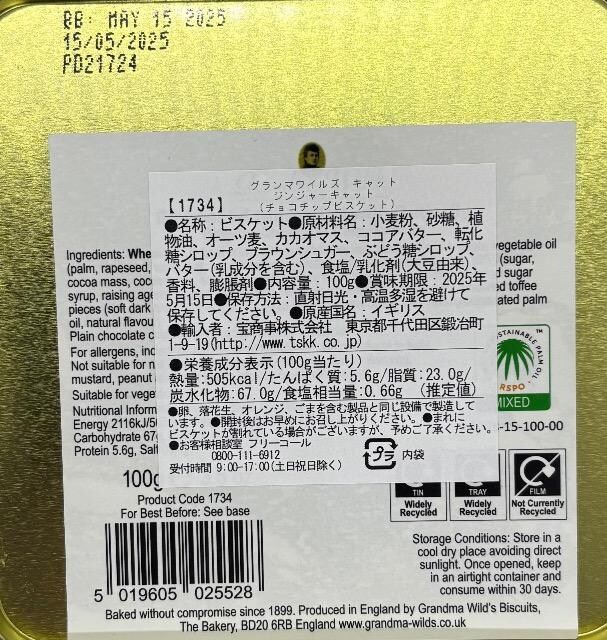 BB: MAY 15 2025
15/05/2025
PD21724
グランマワイルズ キャット
ジンジャーキャット
【1734】 (チョコチップビスケット)
●名称：ビスケット●原材料名：小麦粉、砂糖、植
物油、オーツ麦、カカオマス、ココアバター、転化
糖シロップ、ブラウンシュガー、ぶどう糖シロップ、
バター(乳成分を含む)、食塩/乳化剤(大豆由来)、
香料、膨脹剤●内容量：100g●賞味期限：2025年
5月15日●保存方法：直射日光・高温多湿を避けて
保存してください。●原産国名：イギリス
●輸入者：宝商事株式会社 東京都千代田区鍛冶町
1-9-19(http://www.tskk.co.jp)
●栄養成分表示(100g当たり)
熱量:505kcal/たんぱく質:5.6g/脂質:23.0g/
炭水化物:67.0g/食塩相当量:0.66g (推定値)
●卵、落花生、オレンジ、ごまを含む製品と同じ設備で製造して
います。●開封後はお早めにお召し上がりください。●まれに
ビスケットが割れている場合がございますが、予めご了承ください。
●お客様相談室 フリーコール
0800-111-6912
受付時間 9:00-17:00(土日祝日除く)
プラ 内袋
Ingredients: Whe
(palm, rapeseed,
cocoa mass, coc
syrup, raising age
pieces (soft dark
oil, natural flavou
Plain chocolate c
For allergens, inc
Not suitable for n
mustard, peanut
Suitable for vege
Nutritional Inform
Energy 2116KJ/5
Carbohydrate 67
Protein 5.6g, Salt
vegetable oil
(sugar,
d sugar
ed toffee
ated palm
SUSTAINABLE PALM OIL
RSPO
MIXED
-15-100-00
100g
Product Code 1734
For Best Before: See base
5 019605 025528
TIN
Widely
Recycled
TRAY
Widely
Recycled
FILM
Not Currently
Recycled
Storage Conditions: Store in a
cool dry place avoiding direct
sunlight. Once opened, keep
in an airtight container and
consume within 30 days.
Baked without compromise since 1899. Produced in England by Grandma Wild's Biscuits,
The Bakery, BD20 6RB England www.grandma-wilds.co.uk